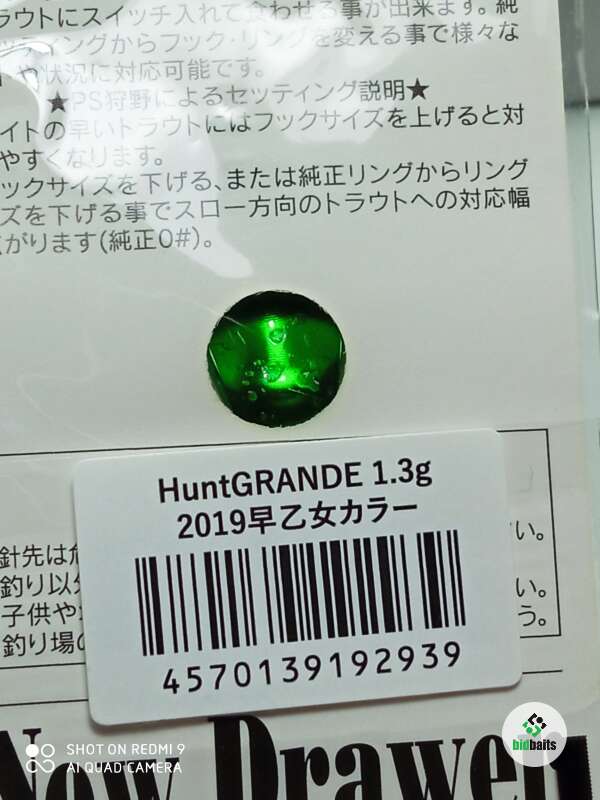 ラウトにスイッチ入れて食わせる事が出来ます。純
ッティングからフック・リングを変える事で様々な
や状況に対応可能です。
★PS狩野によるセッティング説明★
イトの早いトラウトにはフックサイズを上げると対
やすくなります。
ックサイズを下げる、または純正リングからリング
ズを下げる事でスロー方向のトラウトへの対応幅
がります(純正0#)。
HuntGRANDE 1.3g
2019早乙女カラー
4570139192939
針先は
い。
釣り以外
い。
子供や
う。
釣り場の
New Drawer
SHOT ON REDMI 9
AI QUAD CAMERA
bidbaits